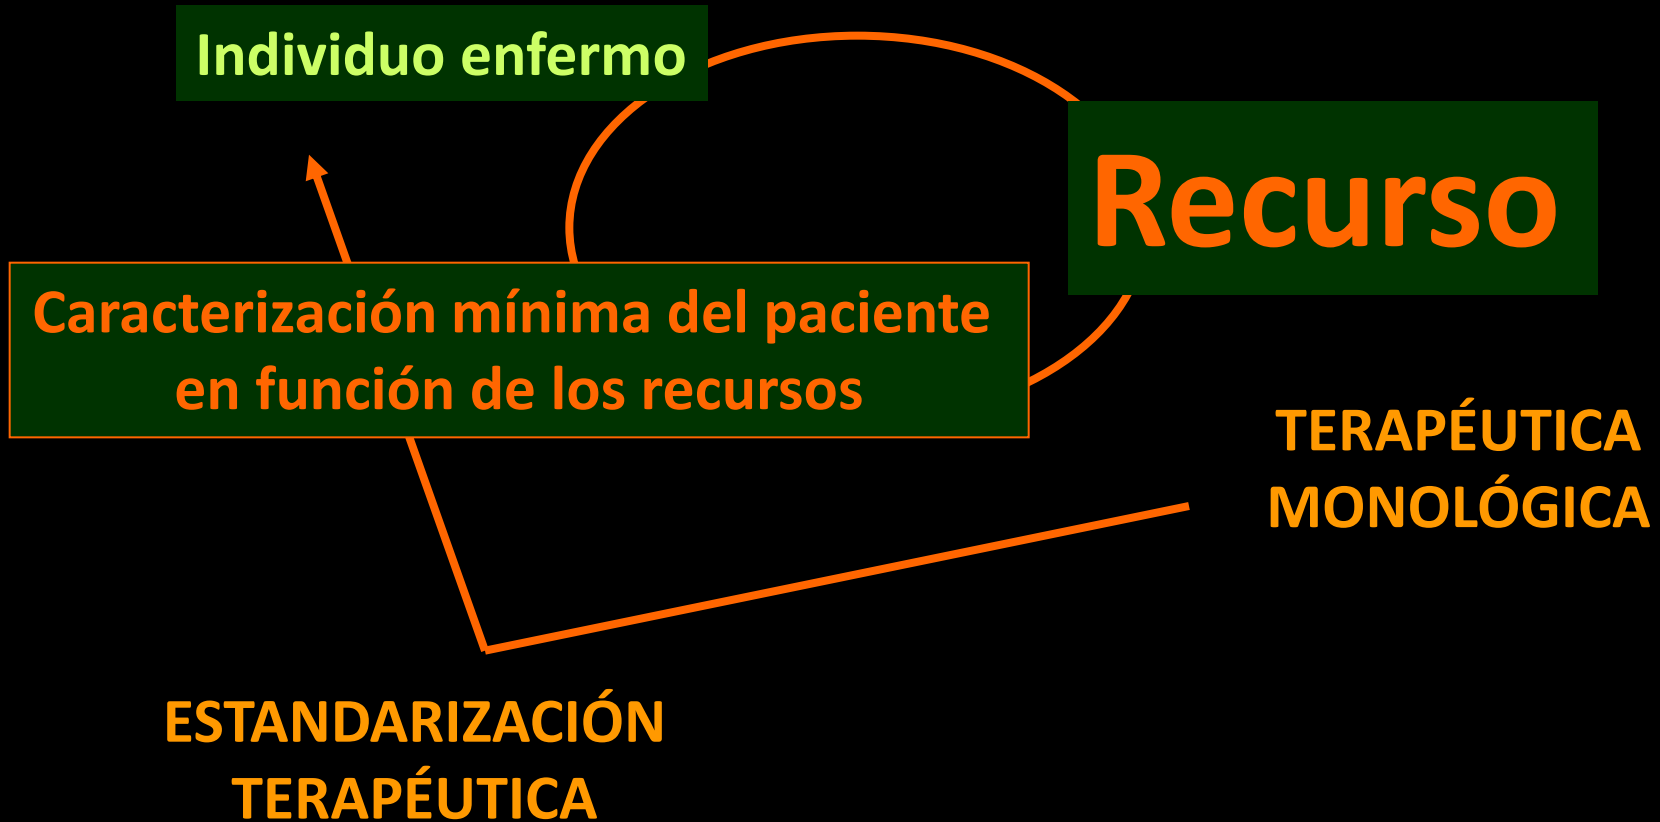 Individuo enfermo
Recurso
Caracterización mínima del paciente
en función de los recursos
TERAPÉUTICA
MONOLÓGICA
ESTANDARIZACIÓN
TERAPÉUTICA